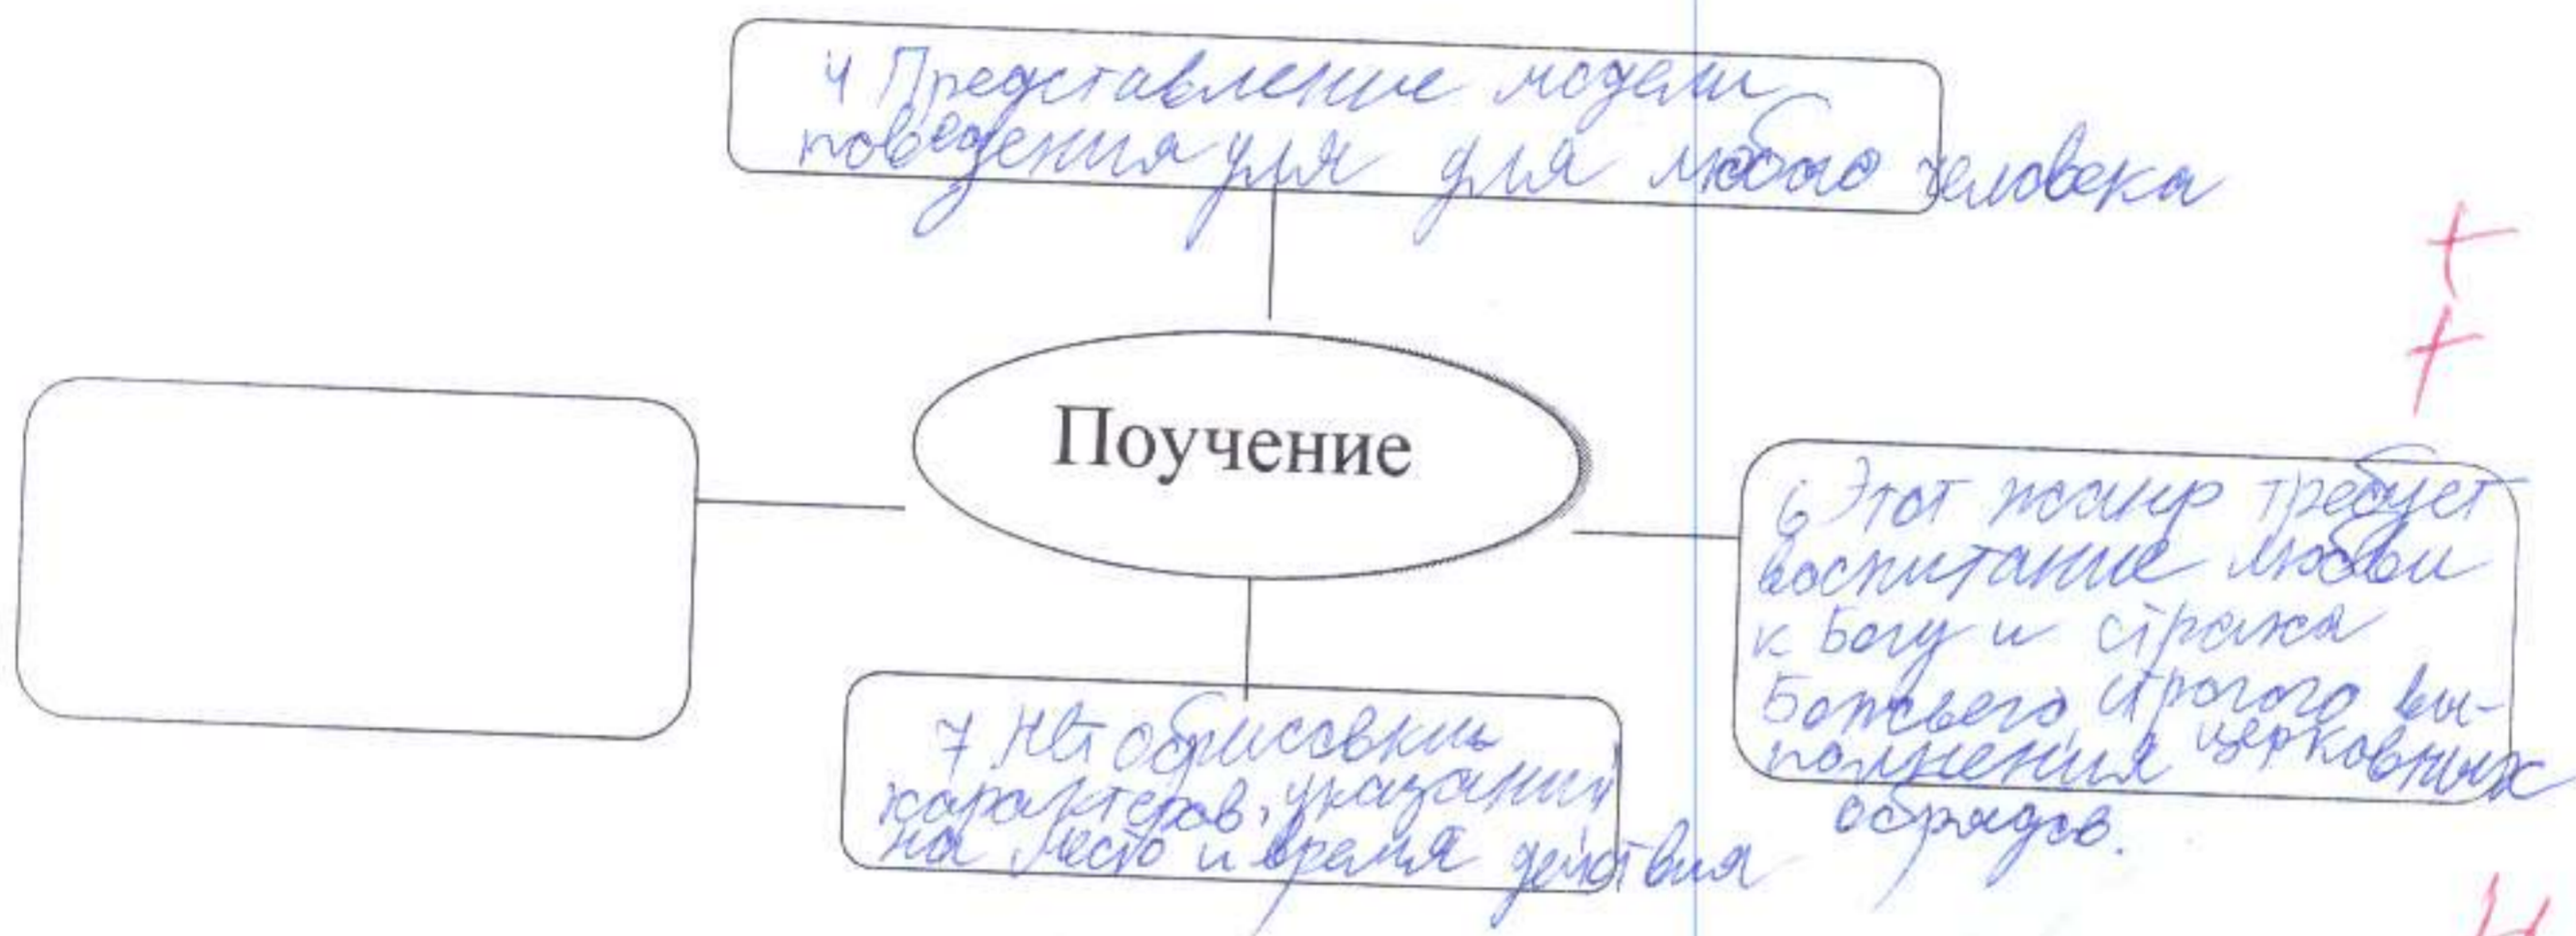 4 Представление модели
поведения для для любого человека
Поучение
6 Этот жанр требует
воспитание любви
к Богу и страха
Божьего, строгого вы-
полнения церковных
обрядов.
7 Нет обрисовки
характеров, указания
на место и время действия